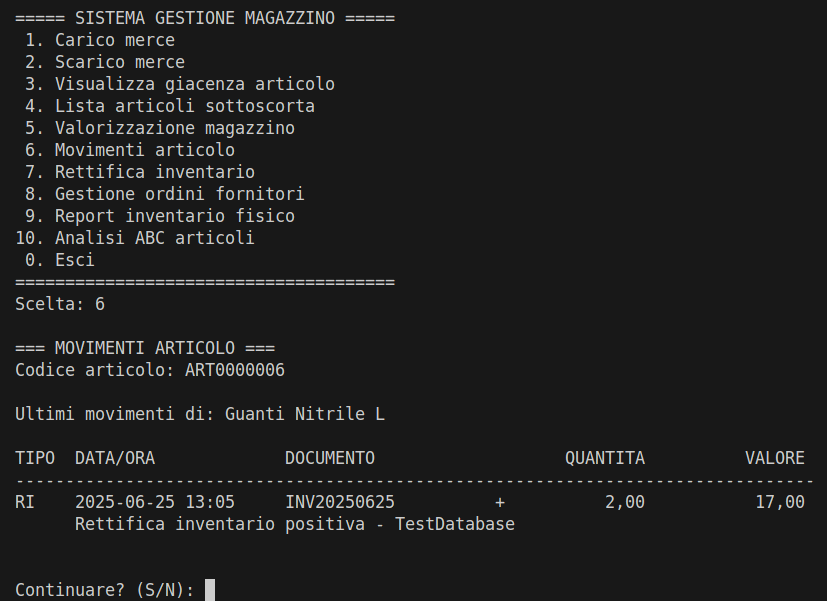 ===== SISTEMA GESTIONE MAGAZZINO =====
 1. Carico merce
 2. Scarico merce
 3. Visualizza giacenza articolo
 4. Lista articoli sottoscorta
 5. Valorizzazione magazzino
 6. Movimenti articolo
 7. Rettifica inventario
 8. Gestione ordini fornitori
 9. Report inventario fisico
10. Analisi ABC articoli
 0. Esci
======================================
Scelta: 6

=== MOVIMENTI ARTICOLO ===
Codice articolo: ART0000006

Ultimi movimenti di: Guanti Nitrile L

TIPO  DATA/ORA             DOCUMENTO                   QUANTITA          VALORE
--------------------------------------------------------------------------------
RI    2025-06-25 13:05     INV20250625          +          2,00           17,00
      Rettifica inventario positiva - TestDatabase


Continuare? (S/N):